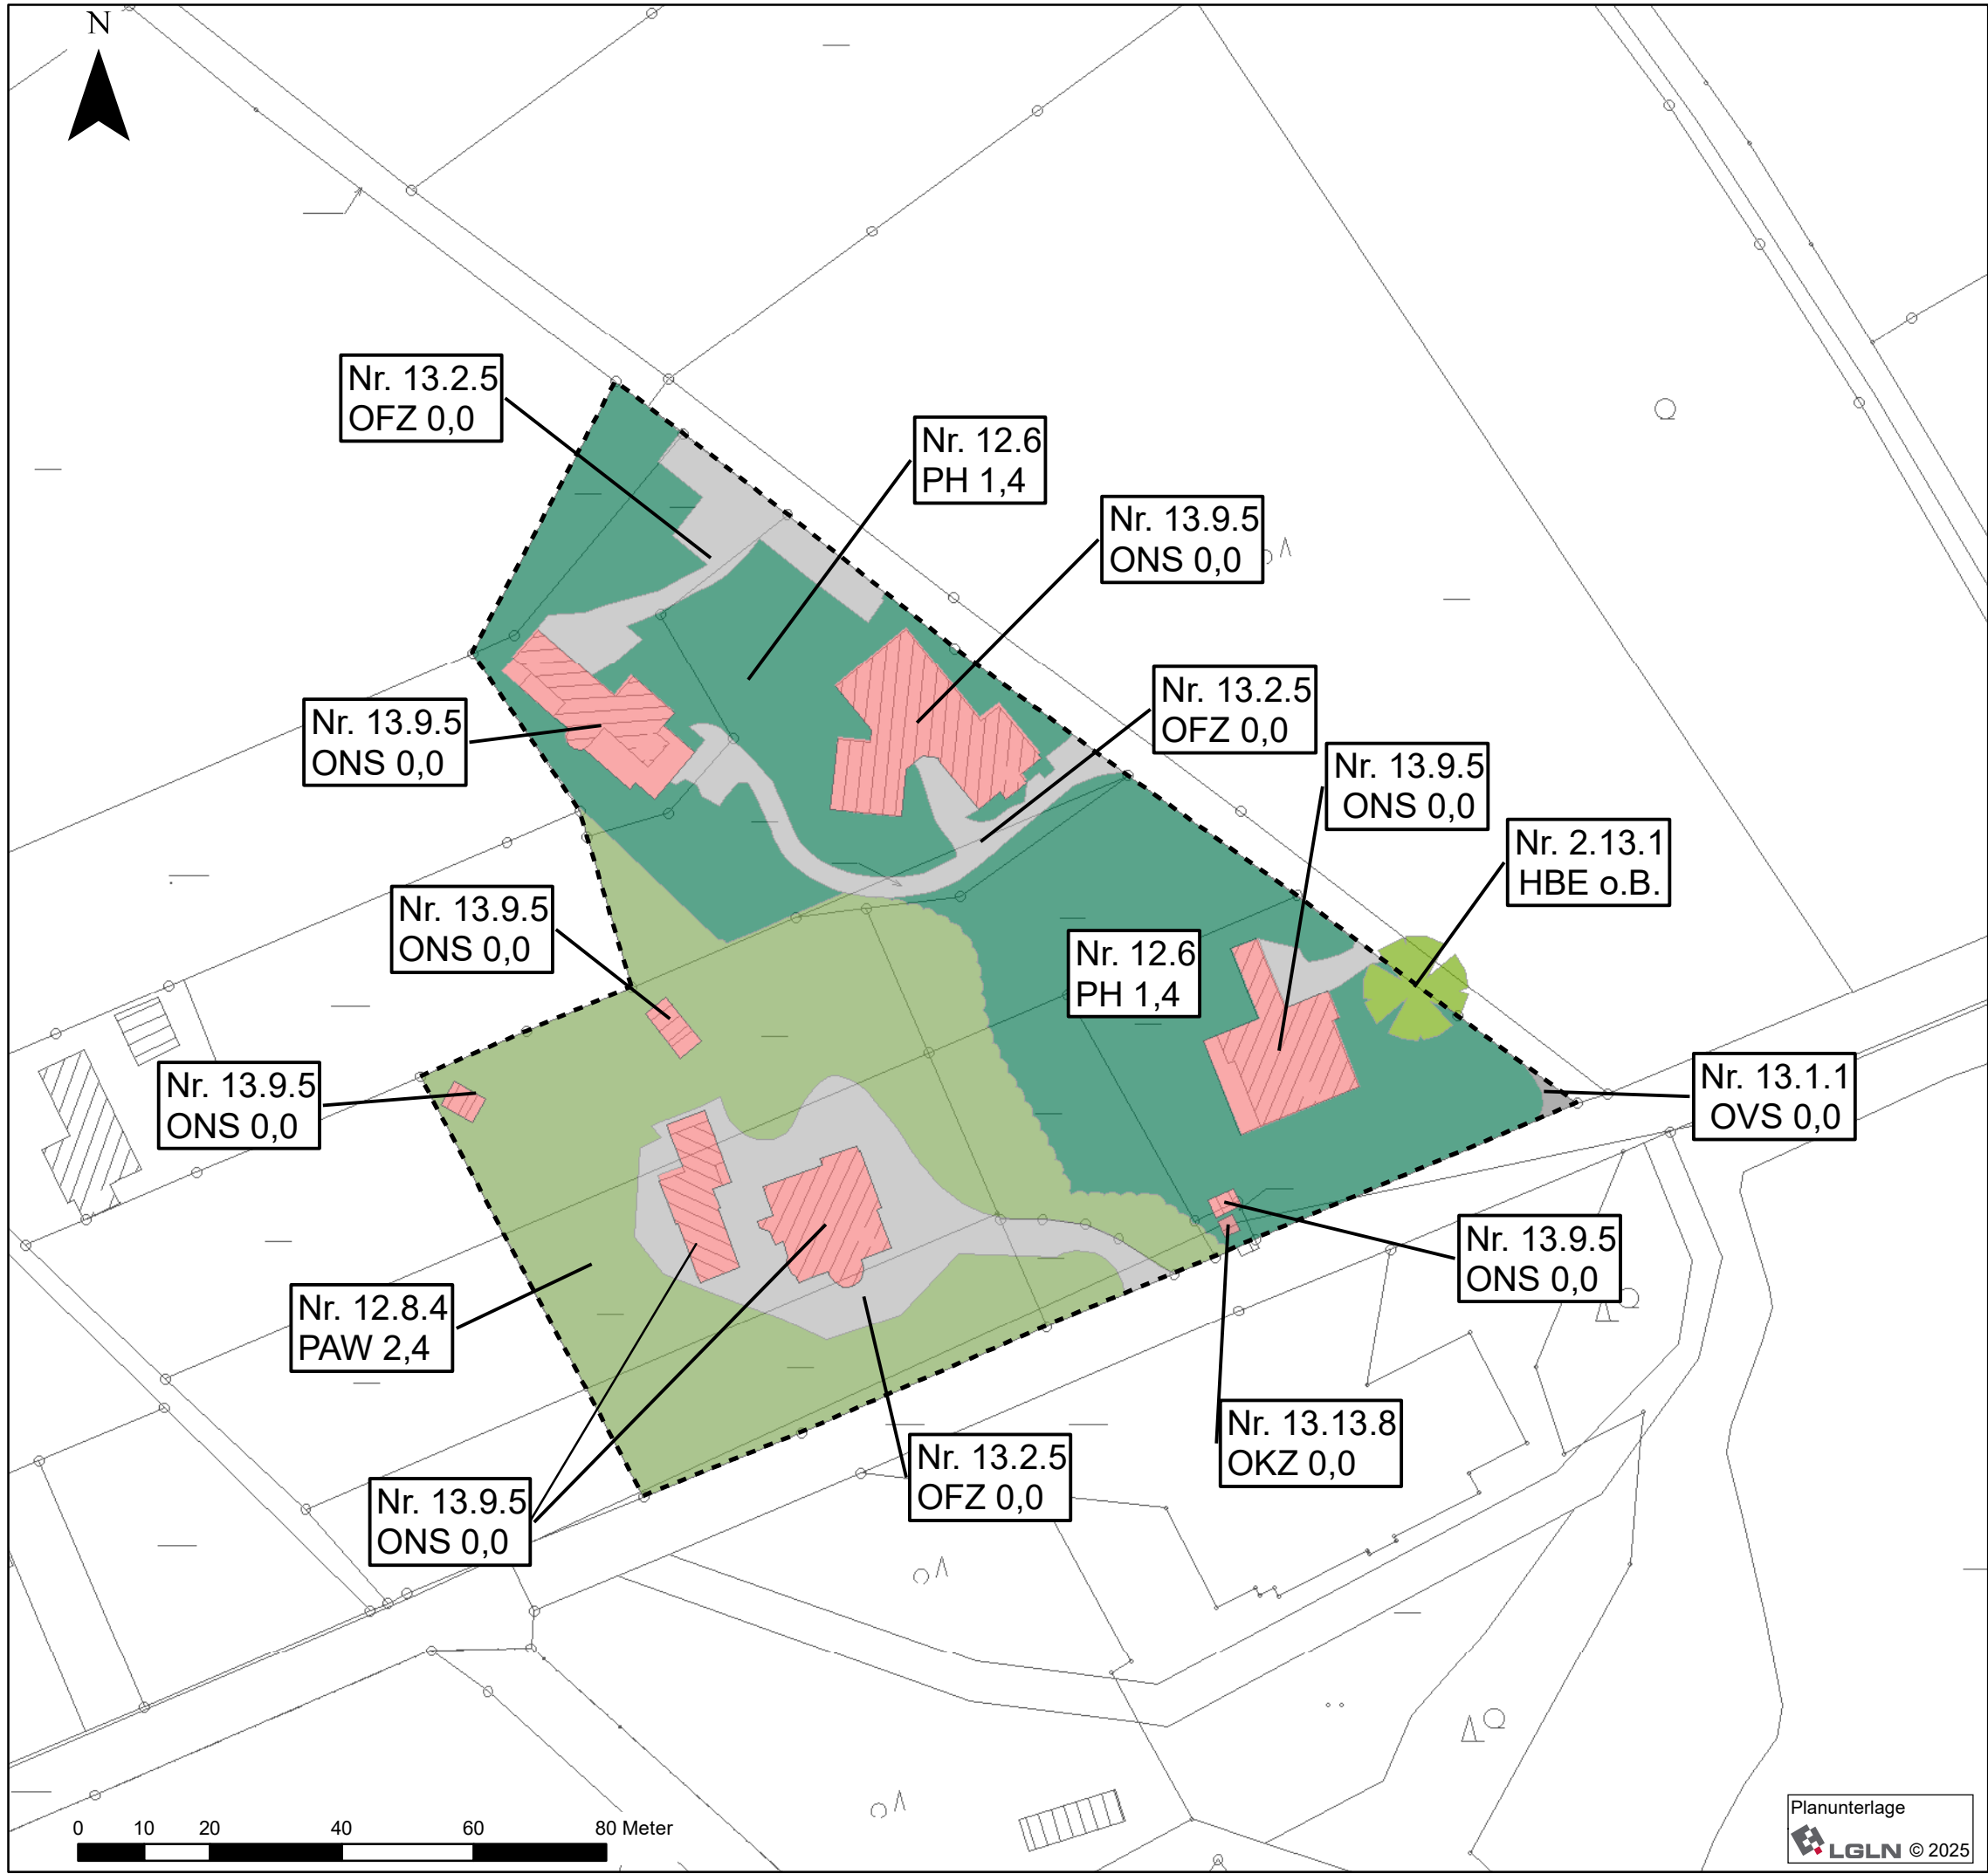 N
Nr. 13.2.5
OFZ 0,0
Nr. 12.6
PH 1,4
Nr. 13.9.5
ONS 0,0
Nr. 13.2.5
OFZ 0,0
Nr. 13.9.5
ONS 0,0
Nr. 13.9.5
ONS 0,0
Nr. 2.13.1
HBE o.B.
Nr. 13.9.5
ONS 0,0
Nr. 12.6
PH 1,4
Nr. 13.9.5
ONS 0,0
Nr. 13.1.1
OVS 0,0
Nr. 13.9.5
ONS 0,0
Nr. 12.8.4
PAW 2,4
Nr. 13.13.8
OKZ 0,0
Nr. 13.2.5
OFZ 0,0
Nr. 13.9.5
ONS 0,0
0 10 20 40 60 80 Meter
Planunterlage
LGLN © 2025